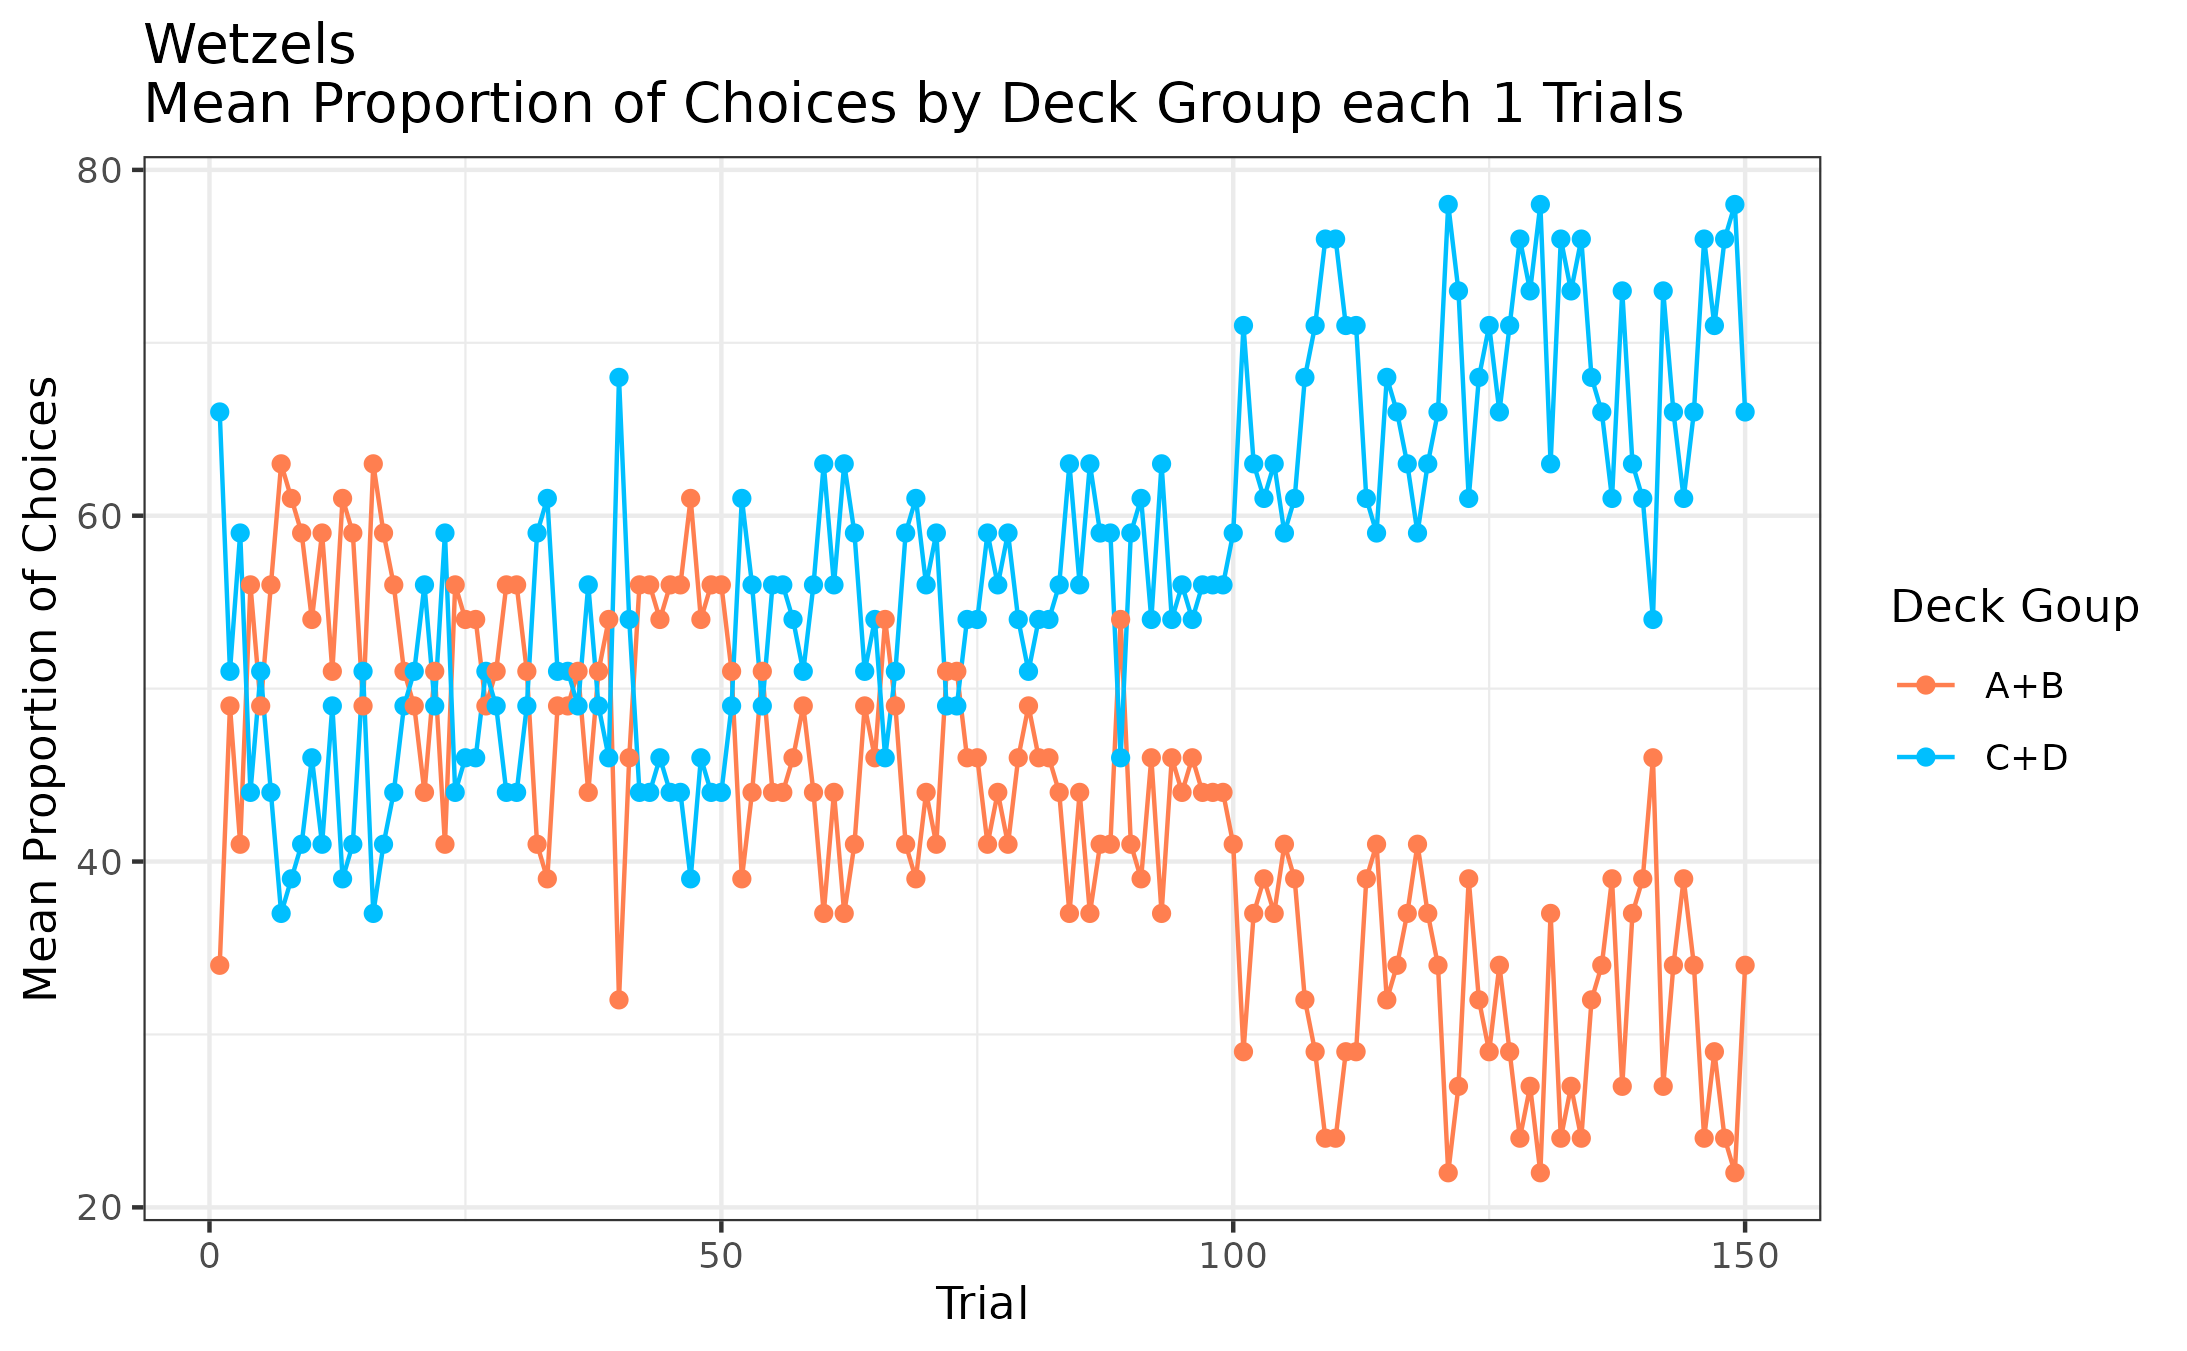 Wetzels
Mean Proportion of Choices by Deck Group each 1 Trials
80
60
40
20
Mean Proportion of Choices
0 50 100 150
Trial
Deck Goup
A+B
C+D